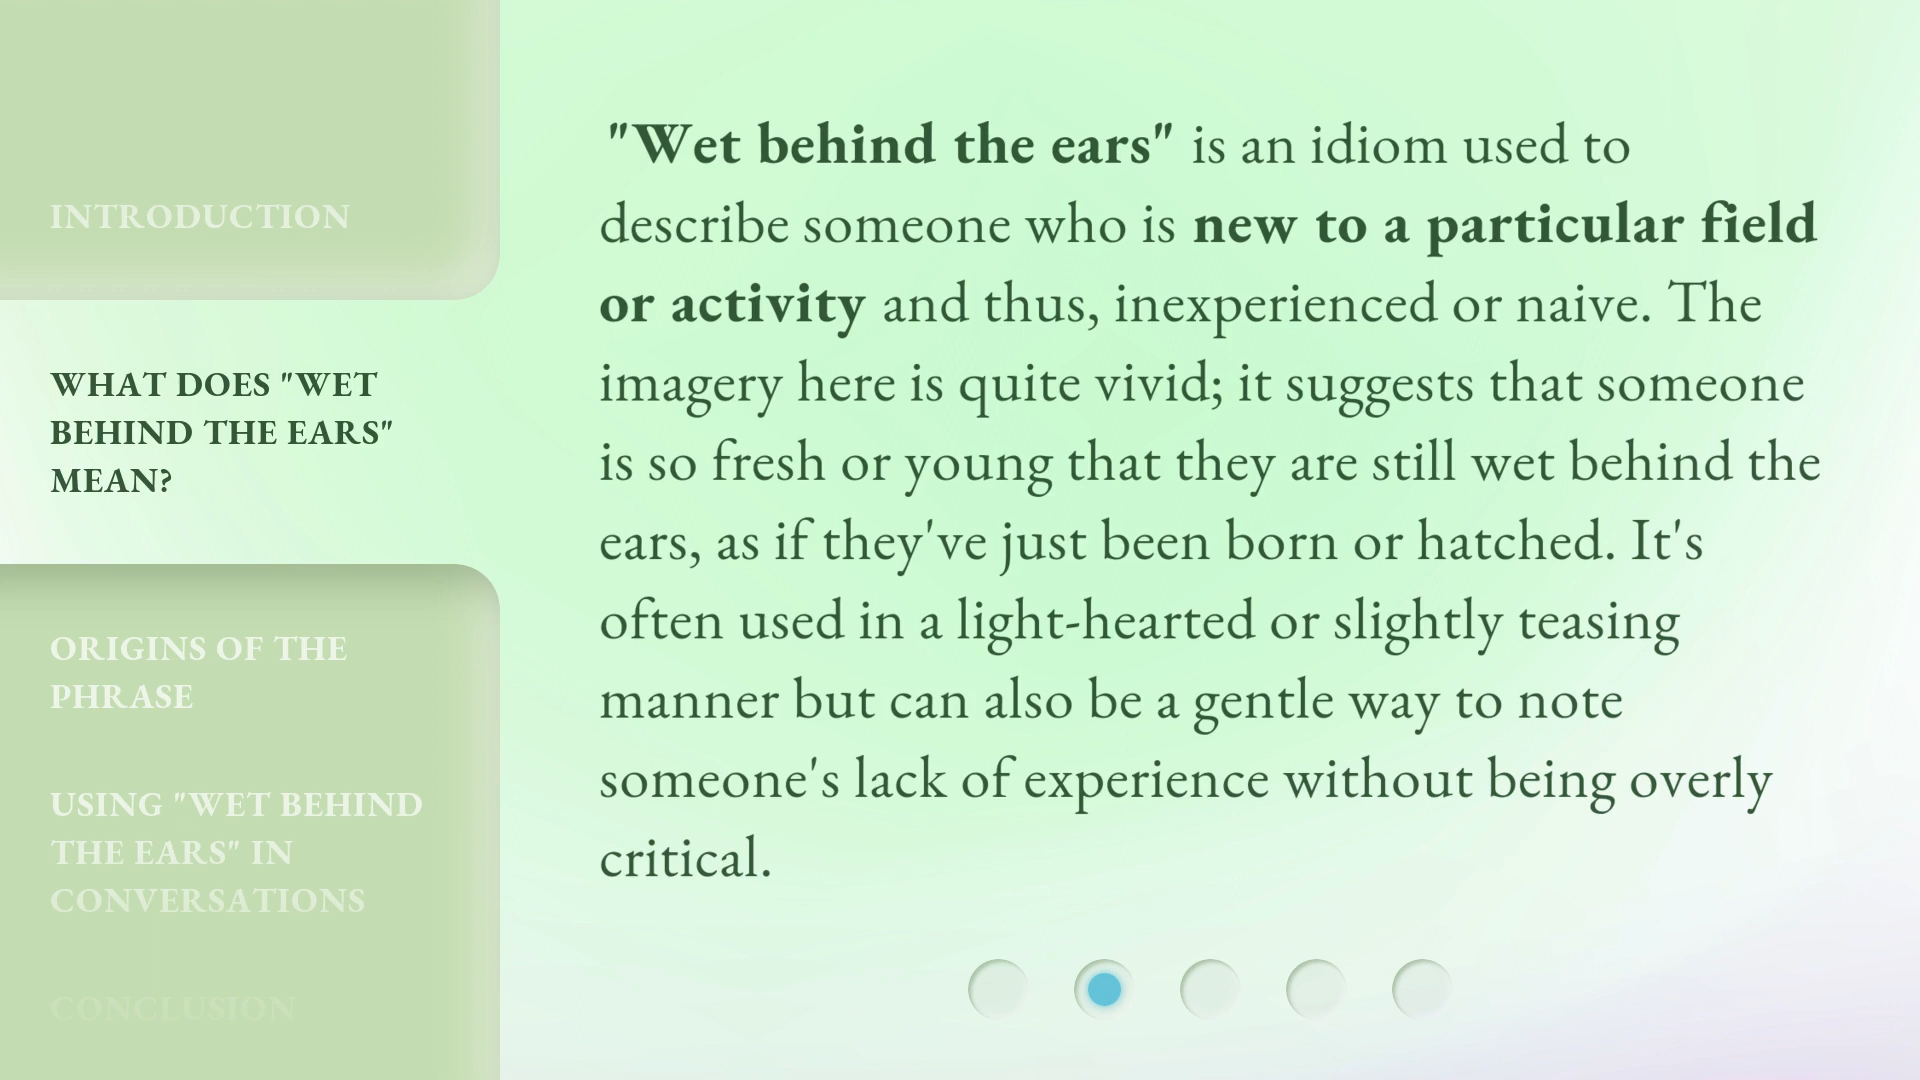 INTRODUCTION
WHAT DOES "WET
BEHIND THE EARS"
MEAN?
ORIGINS OF THE
PHRASE
USING "WET BEHIND
THE EARS" IN
CONVERSATIONS
CONCLUSION
"Wet behind the ears" is an idiom used to
describe someone who is new to a particular field
or activity and thus, inexperienced or naive. The
imagery here is quite vivid; it suggests that someone
is so fresh or young that they are still wet behind the
ears, as if they've just been born or hatched. It's
often used in a light-hearted or slightly teasing
manner but can also be a gentle way to note
someone's lack of experience without being overly
critical.